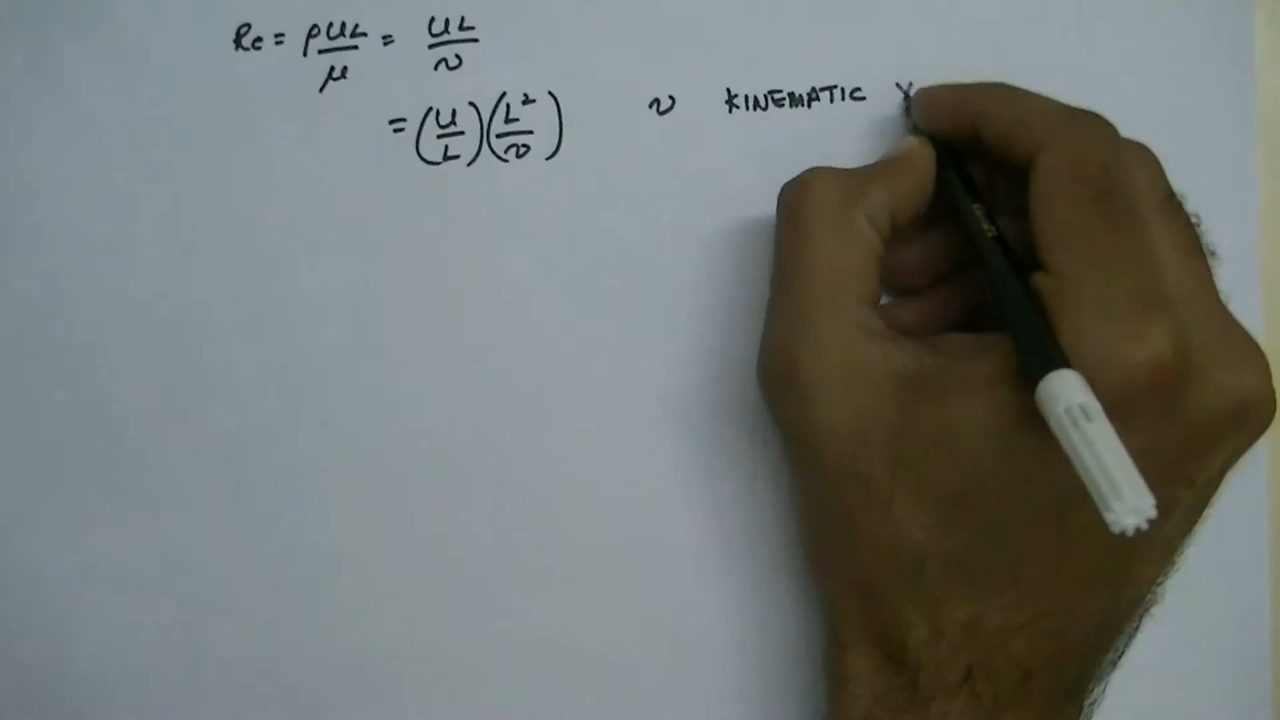 Re = ρUL/μ = UL/ν
= (U/L)(L²/ν)
ν KINEMATIC V